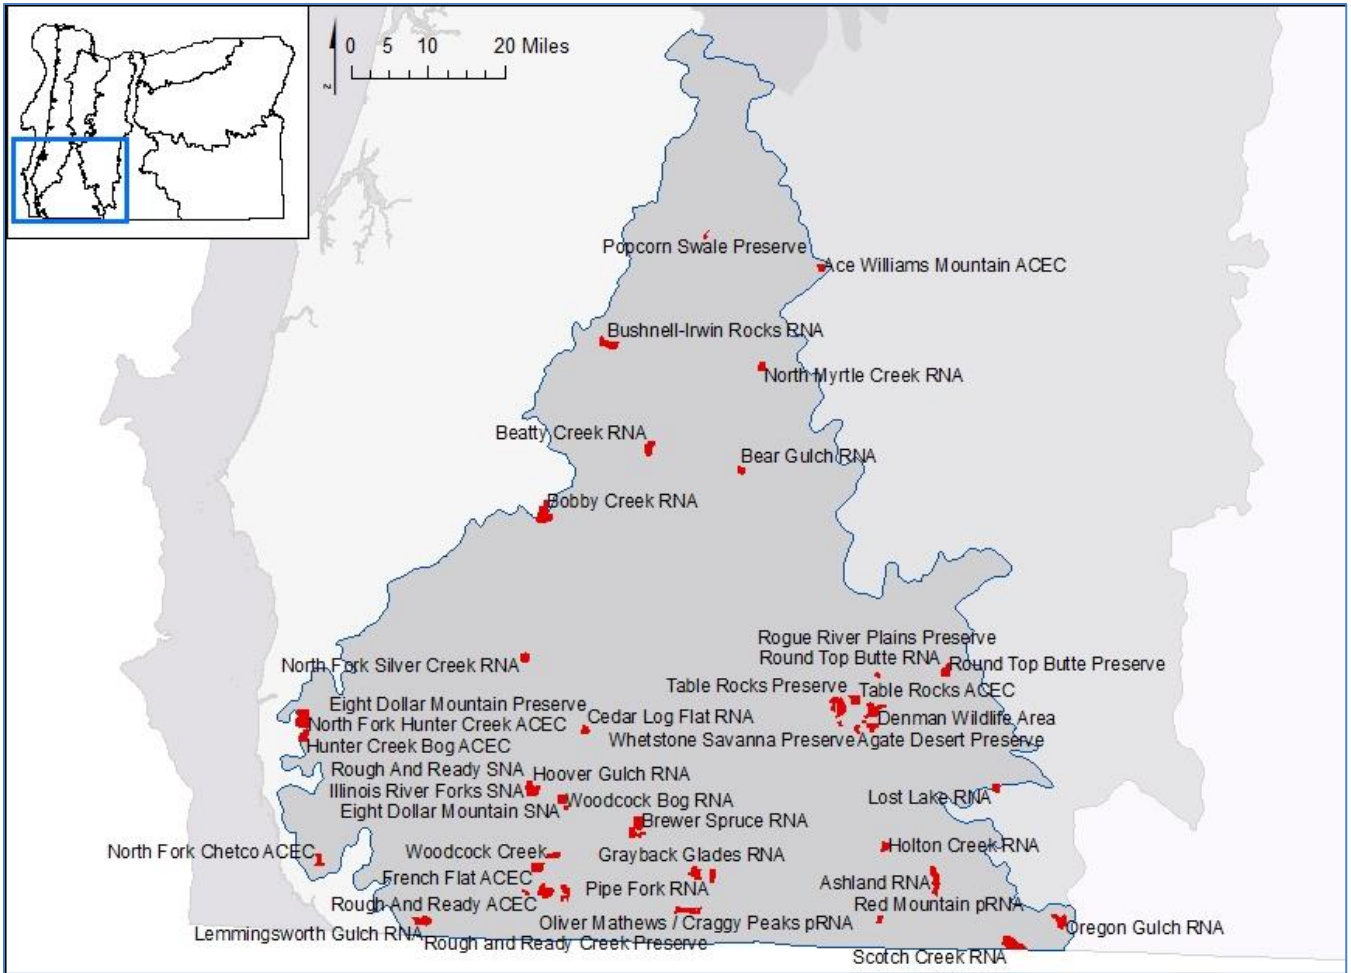 0 5 10 20 Miles
N
Popcorn Swale Preserve
Ace Williams Mountain ACEC
Bushnell-Irwin Rocks RNA
North Myrtle Creek RNA
Beatty Creek RNA
Bear Gulch RNA
Bobby Creek RNA
Rogue River Plains Preserve
North Fork Silver Creek RNA
Round Top Butte RNA
Round Top Butte Preserve
Table Rocks Preserve
Table Rocks ACEC
Eight Dollar Mountain Preserve
North Fork Hunter Creek ACEC
Cedar Log Flat RNA
Denman Wildlife Area
Hunter Creek Bog ACEC
Whetstone Savanna Preserve
Agate Desert Preserve
Rough And Ready SNA
Hoover Gulch RNA
Illinois River Forks SNA
Lost Lake RNA
Eight Dollar Mountain SNA
Woodcock Bog RNA
Brewer Spruce RNA
North Fork Chetco ACEC
Woodcock Creek
Grayback Glades RNA
Holton Creek RNA
French Flat ACEC
Pipe Fork RNA
Ashland RNA
Rough And Ready ACEC
Red Mountain pRNA
Oliver Mathews / Craggy Peaks pRNA
Lemmingsworth Gulch RNA
Oregon Gulch RNA
Rough and Ready Creek Preserve
Scotch Creek RNA